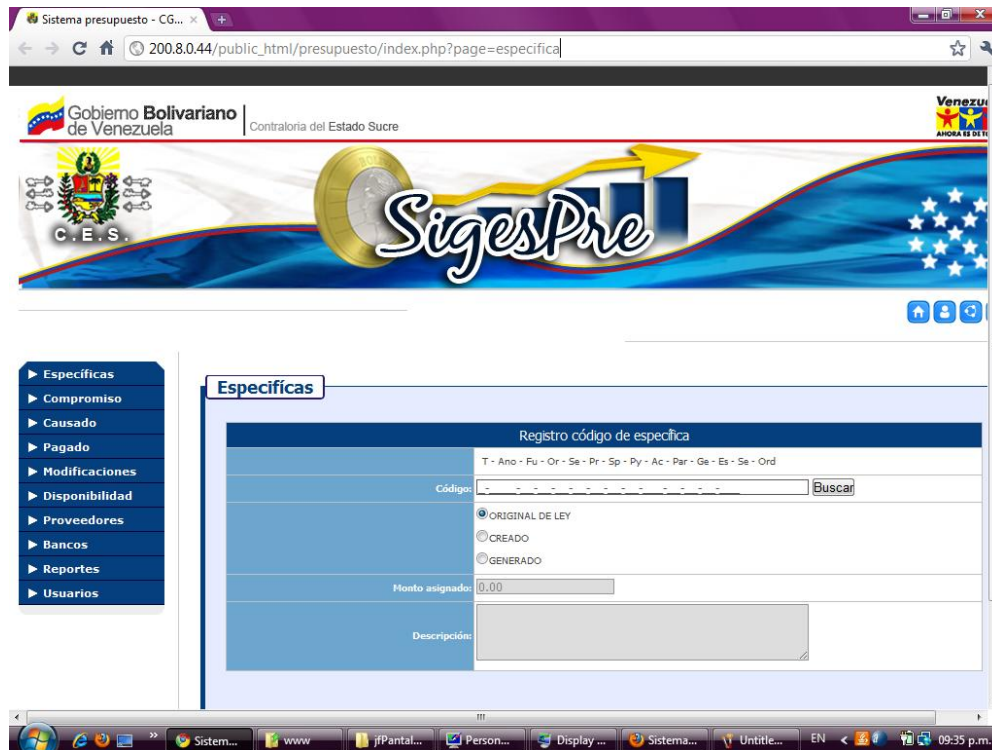 Sistema presupuesto - CG...
200.8.0.44/public_html/presupuesto/index.php?page=especifica
Gobierno Bolivariano
de Venezuela
Contraloria del Estado Sucre
C.E.S.
SigesPre
Específicas
Compromiso
Causado
Pagado
Modificaciones
Disponibilidad
Proveedores
Bancos
Reportes
Usuarios
Especifícas
Registro código de específica
T - Ano - Fu - Or - Se - Pr - Sp - Py - Ac - Par - Ge - Es - Se - Ord
Código:
Buscar
ORIGINAL DE LEY
CREADO
GENERADO
Monto asignado:
0.00
Descripción:
Sistem...
www
jfPantal...
Person...
Display ...
Sistema...
Untitle...
EN
09:35 p.m.